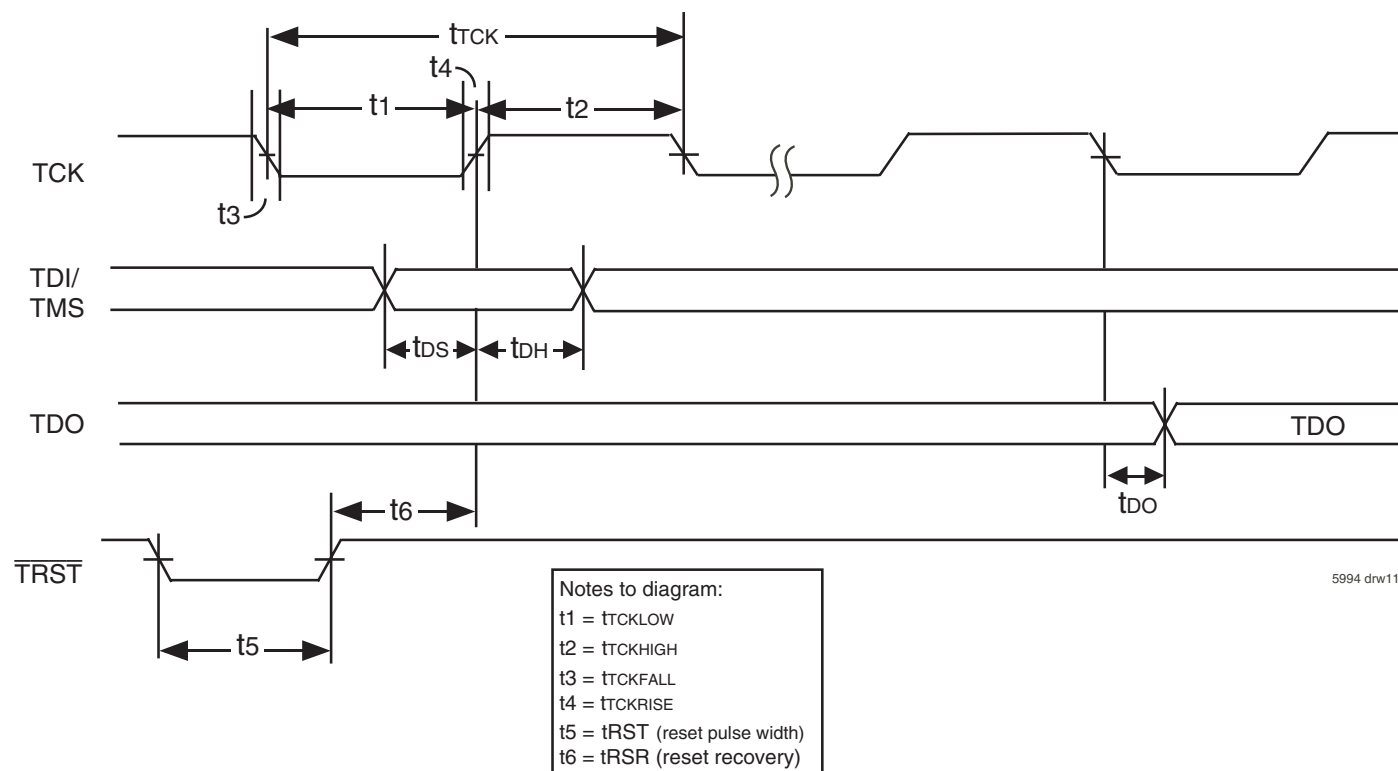 tTCK
t4
t1
t2
TCK
t3
TDI/
TMS
tDS
tDH
TDO
TDO
tDO
t6
TRST
5994 drw11
t5
Notes to diagram:
t1 = tTCKLOW
t2 = tTCKHIGH
t3 = tTCKFALL
t4 = tTCKRISE
t5 = tRST (reset pulse width)
t6 = tRSR (reset recovery)